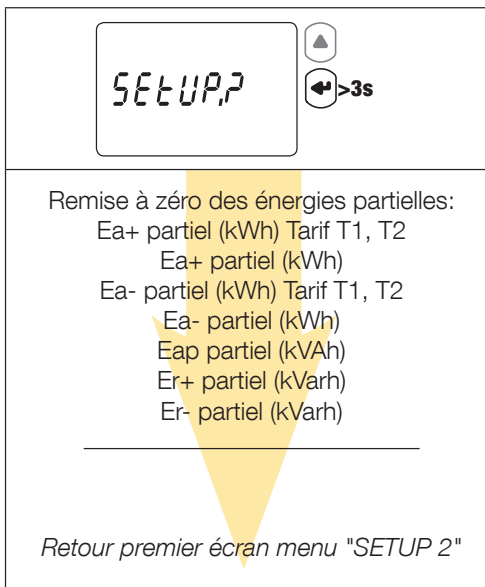 SEtUP.2
>3s
Remise à zéro des énergies partielles:
Ea+ partiel (kWh) Tarif T1, T2
Ea+ partiel (kWh)
Ea- partiel (kWh) Tarif T1, T2
Ea- partiel (kWh)
Eap partiel (kVAh)
Er+ partiel (kVarh)
Er- partiel (kVarh)
Retour premier écran menu "SETUP 2"